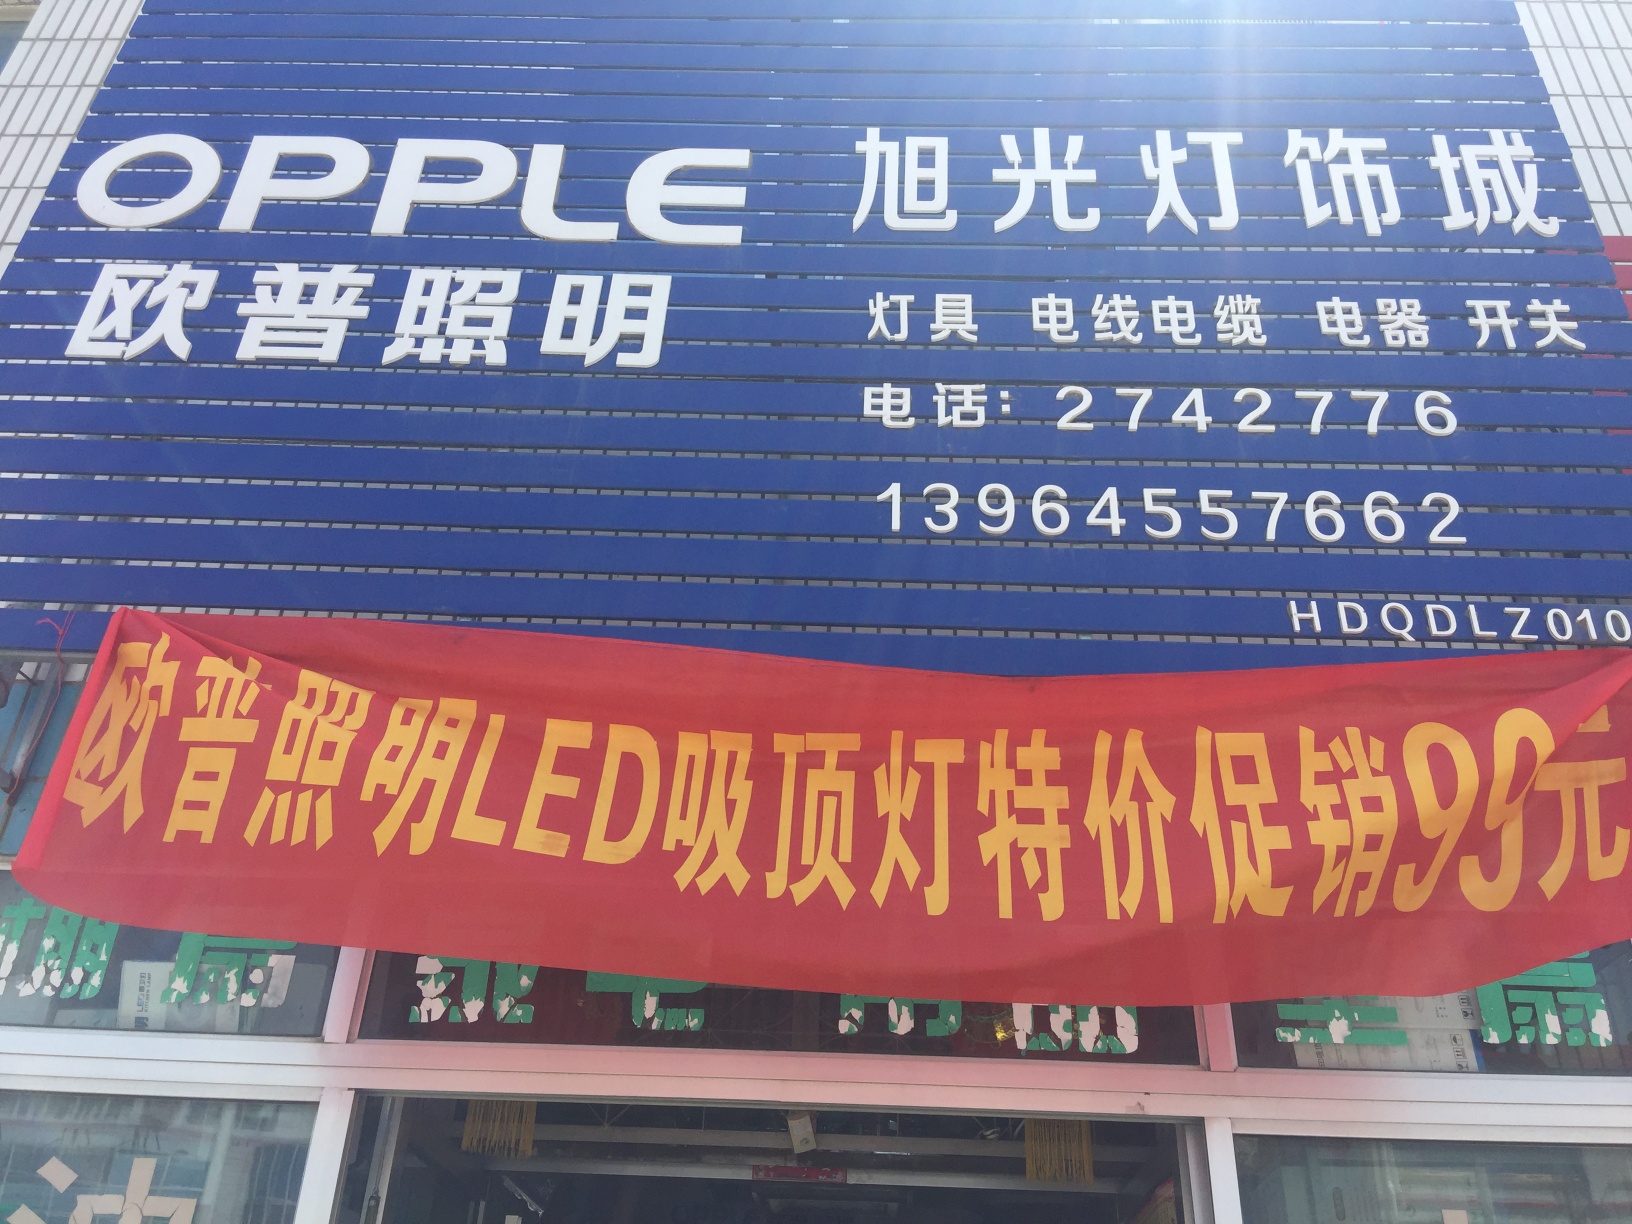 OPPLE
欧普照明
旭光灯饰城
灯具 电线电缆 电器 开关
电话：2742776
13964557662
HDQDLZ010
欧普照明LED吸顶灯特价促销99元